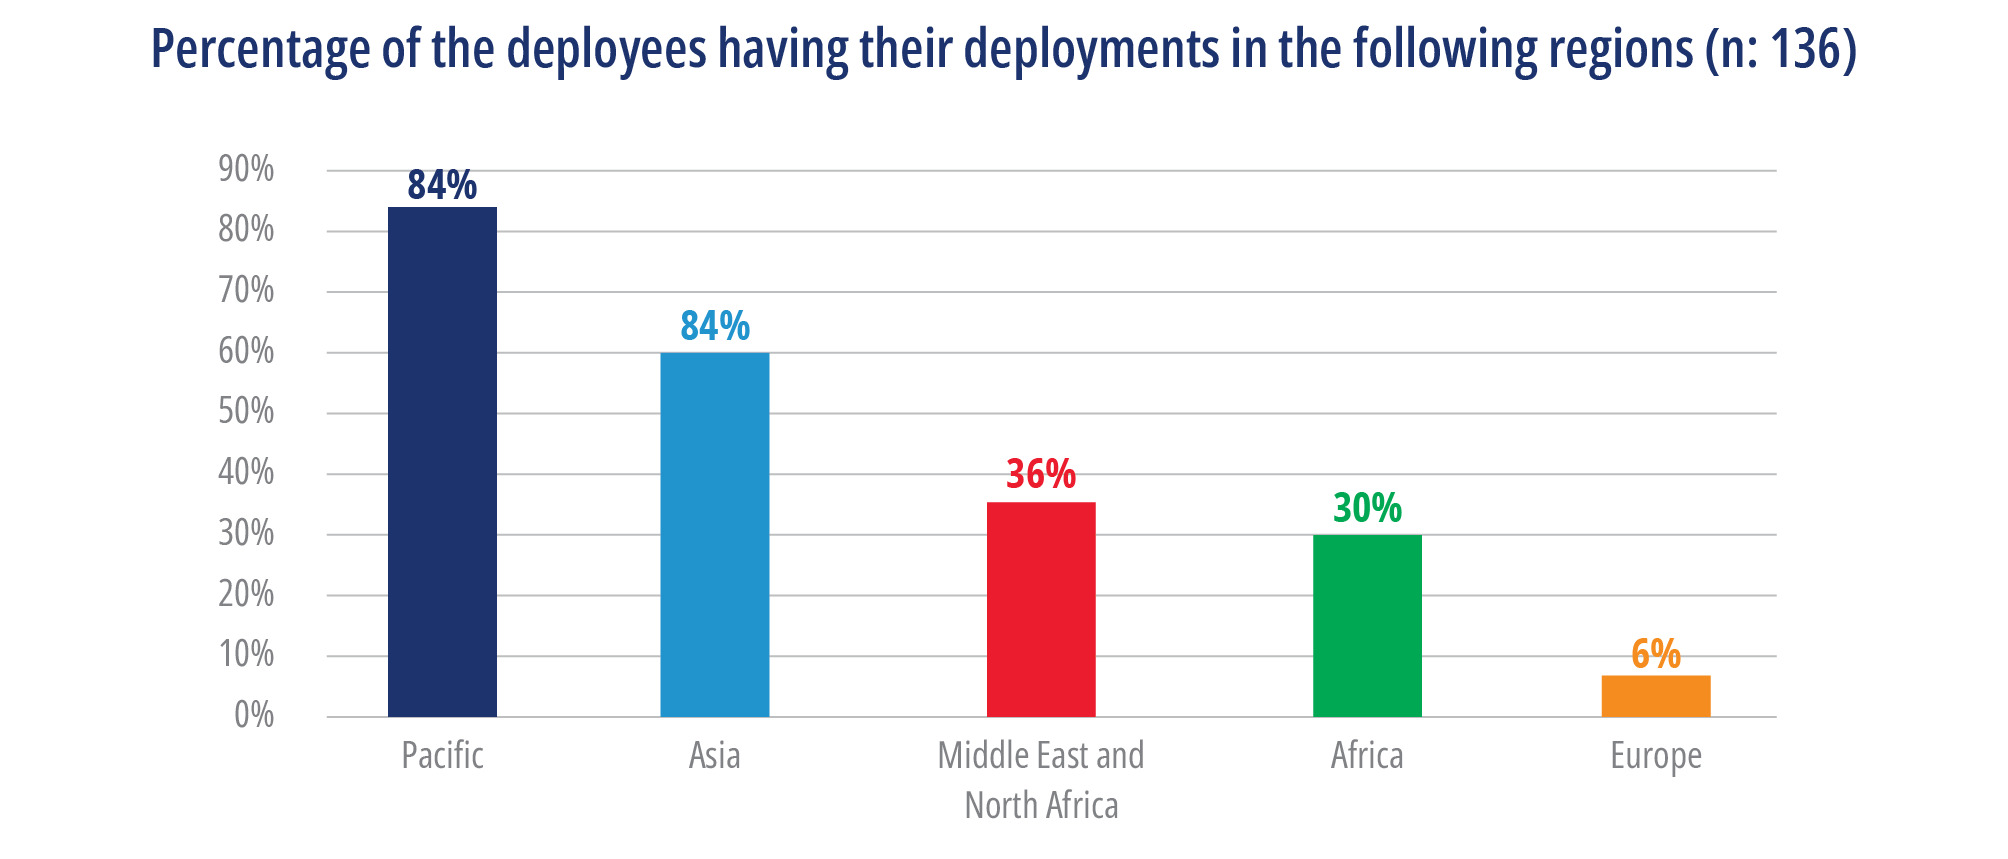 Percentage of the deployees having their deployments in the following regions (n: 136)
90%
80%
70%
60%
50%
40%
30%
20%
10%
0%
84%
84%
36%
30%
6%
Pacific
Asia
Middle East and
North Africa
Africa
Europe